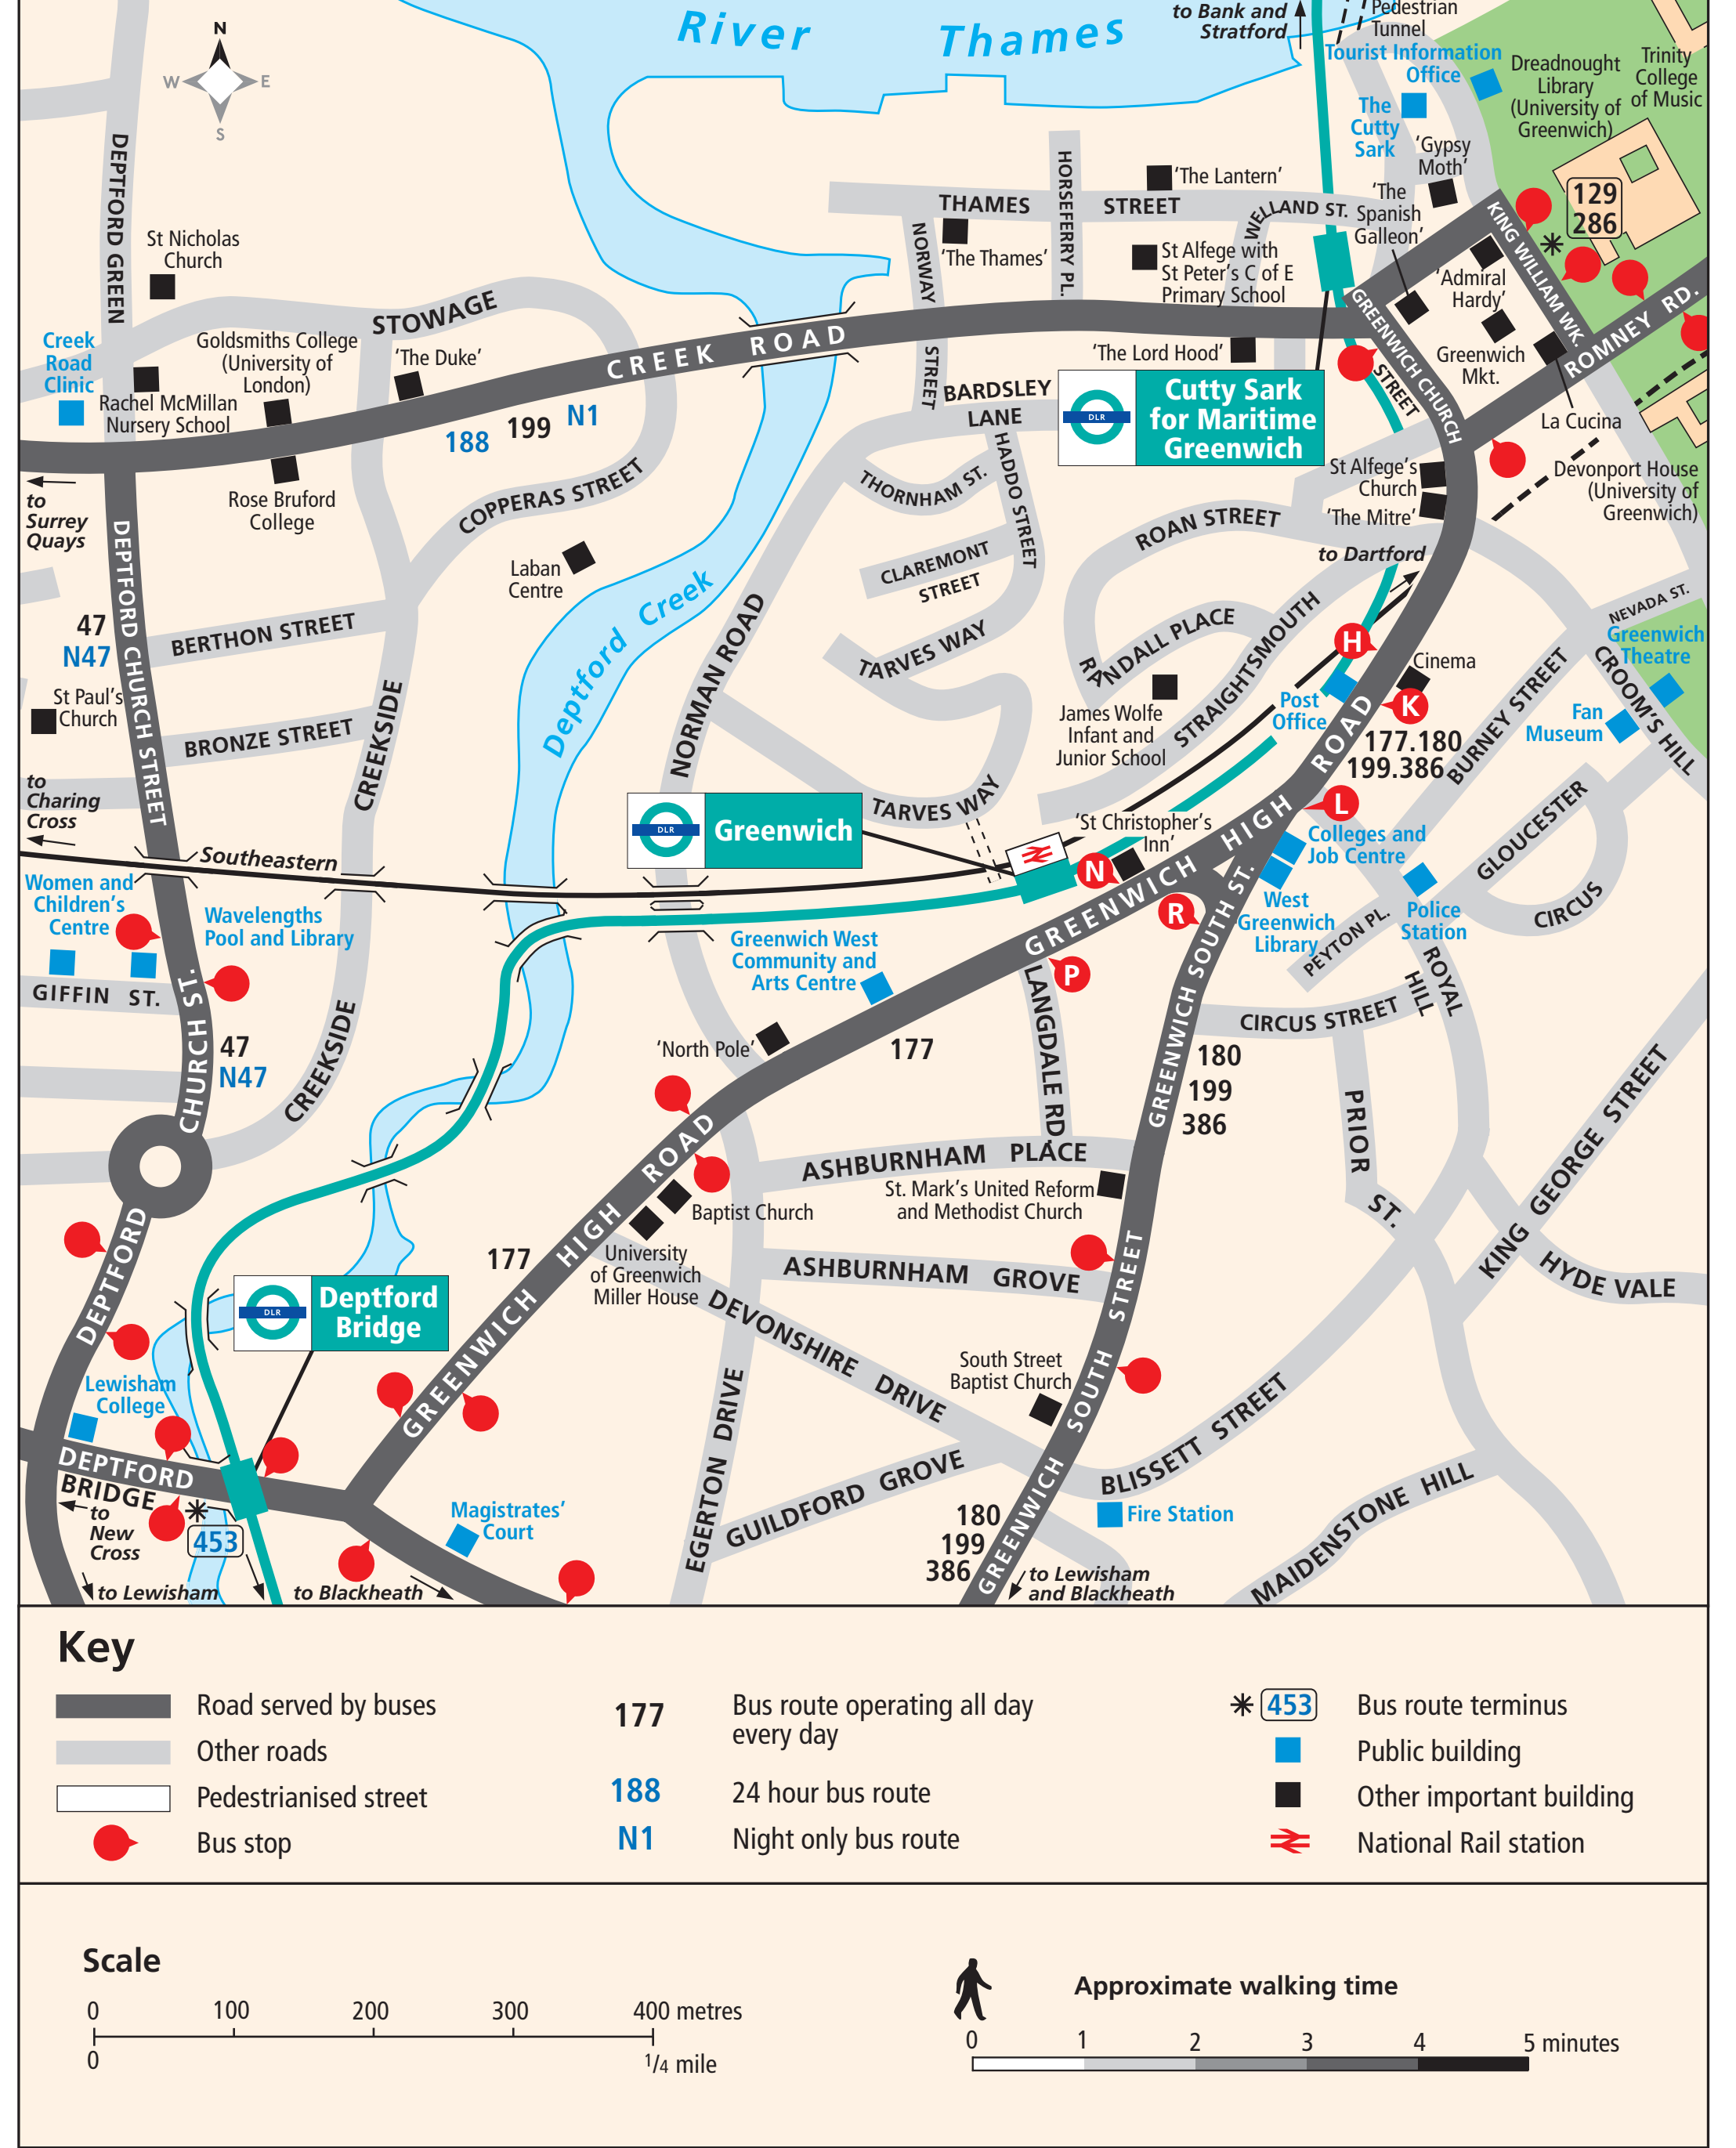 River Thames
to Bank and
Stratford
Pedestrian
Tunnel
Tourist Information
Office
Dreadnought
Library
(University of
Greenwich)
Trinity
College
of Music
The
Cutty
Sark
'Gypsy
Moth'
N
W E
S
DEPTFORD GREEN
HORSEFERRY PL.
'The Lantern'
THAMES STREET
WELLAND ST.
'The
Spanish
Galleon'
KING WILLIAM WK.
129
286
St Nicholas
Church
NORWAY
STREET
'The Thames'
St Alfege with
St Peter's C of E
Primary School
'Admiral
Hardy'
STOWAGE
Creek
Road
Clinic
Goldsmiths College
(University of
London)
'The Duke'
CREEK ROAD
'The Lord Hood'
GREENWICH CHURCH
STREET
Greenwich
Mkt.
ROMNEY RD.
Rachel McMillan
Nursery School
188
199
N1
BARDSLEY
LANE
DLR
Cutty Sark
for Maritime
Greenwich
La Cucina
to
Surrey
Quays
Rose Bruford
College
COPPERAS STREET
THORNHAM ST.
HADDO STREET
St Alfege's
Church
'The Mitre'
Devonport House
(University of
Greenwich)
DEPTFORD CHURCH STREET
Laban
Centre
CLAREMONT
STREET
ROAN STREET
to Dartford
47
N47
BERTHON STREET
Deptford Creek
NORMAN ROAD
TARVES WAY
RANDALL PLACE
STRAIGHTSMOUTH
H
NEVADA ST.
Greenwich
Theatre
St Paul's
Church
BRONZE STREET
CREEKSIDE
James Wolfe
Infant and
Junior School
Post
Office
Cinema
K
CROOM'S HILL
Fan
Museum
BURNEY STREET
177.180
199.386
to
Charing
Cross
Southeastern
DLR
Greenwich
TARVES WAY
'St Christopher's
Inn'
N
L
GREENWICH HIGH ROAD
Colleges and
Job Centre
GLOUCESTER
CIRCUS
Women and
Children's
Centre
Wavelengths
Pool and Library
Greenwich West
Community and
Arts Centre
R
P
West
Greenwich
Library
PEYTON PL.
Police
Station
ROYAL
HILL
GIFFIN ST.
CHURCH ST.
CREEKSIDE
47
N47
'North Pole'
177
LANGDALE RD.
GREENWICH SOUTH ST.
CIRCUS STREET
180
199
386
PRIOR
ST.
KING GEORGE STREET
ASHBURNHAM PLACE
St. Mark's United Reform
and Methodist Church
Baptist Church
University
of Greenwich
Miller House
DEPTFORD
177
GREENWICH HIGH ROAD
ASHBURNHAM GROVE
HYDE VALE
DLR
Deptford
Bridge
DEVONSHIRE DRIVE
South Street
Baptist Church
GREENWICH SOUTH STREET
Lewisham
College
EGERTON DRIVE
BLISSETT STREET
DEPTFORD
BRIDGE
to
New
Cross
453
Magistrates'
Court
GUILDFORD GROVE
180
199
386
Fire Station
MAIDENSTONE HILL
to Lewisham
to Blackheath
to Lewisham
and Blackheath
Key
Road served by buses
Other roads
Pedestrianised street
Bus stop
177 Bus route operating all day
every day
188 24 hour bus route
N1 Night only bus route
453 Bus route terminus
Public building
Other important building
National Rail station
Scale
0 100 200 300 400 metres
0 1/4 mile
Approximate walking time
0 1 2 3 4 5 minutes